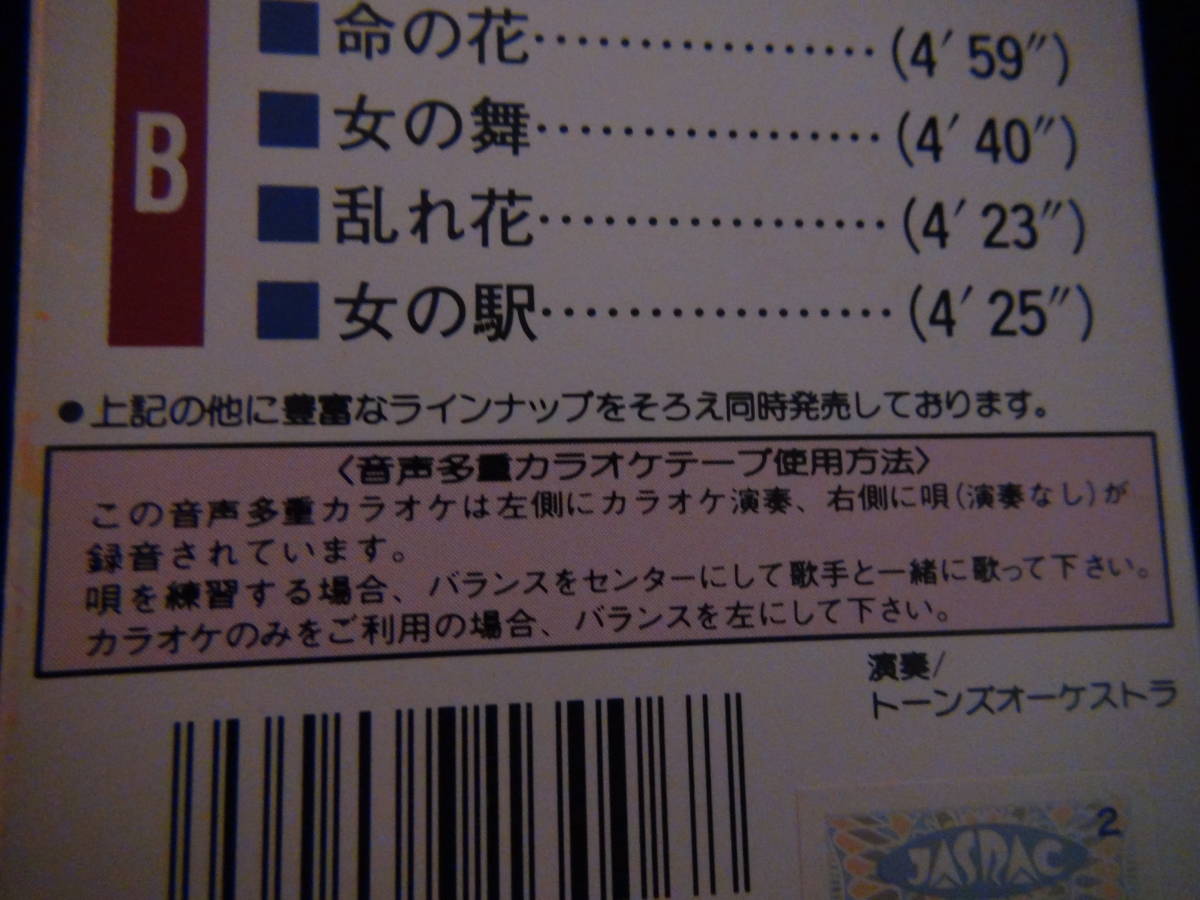 B
命の花………………(4′59″)
女の舞………………(4′40″)
乱れ花………………(4′23″)
女の駅………………(4′25″)
●上記の他に豊富なラインナップをそろえ同時発売しております。
〈音声多重カラオケテープ使用方法〉
この音声多重カラオケは左側にカラオケ演奏、右側に唄(演奏なし)が
録音されています。
唄を練習する場合、バランスをセンターにして歌手と一緒に歌って下さい。
カラオケのみをご利用の場合、バランスを左にして下さい。
演奏/
トーンズオーケストラ
2
JASRAC